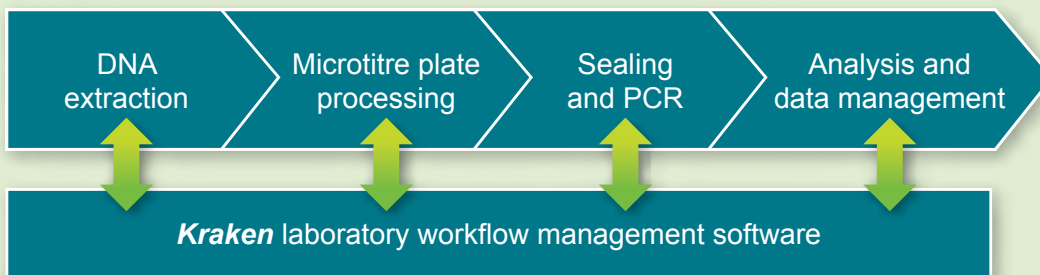 DNA
extraction
Microtitre plate
processing
Sealing
and PCR
Analysis and
data management
Kraken laboratory workflow management software